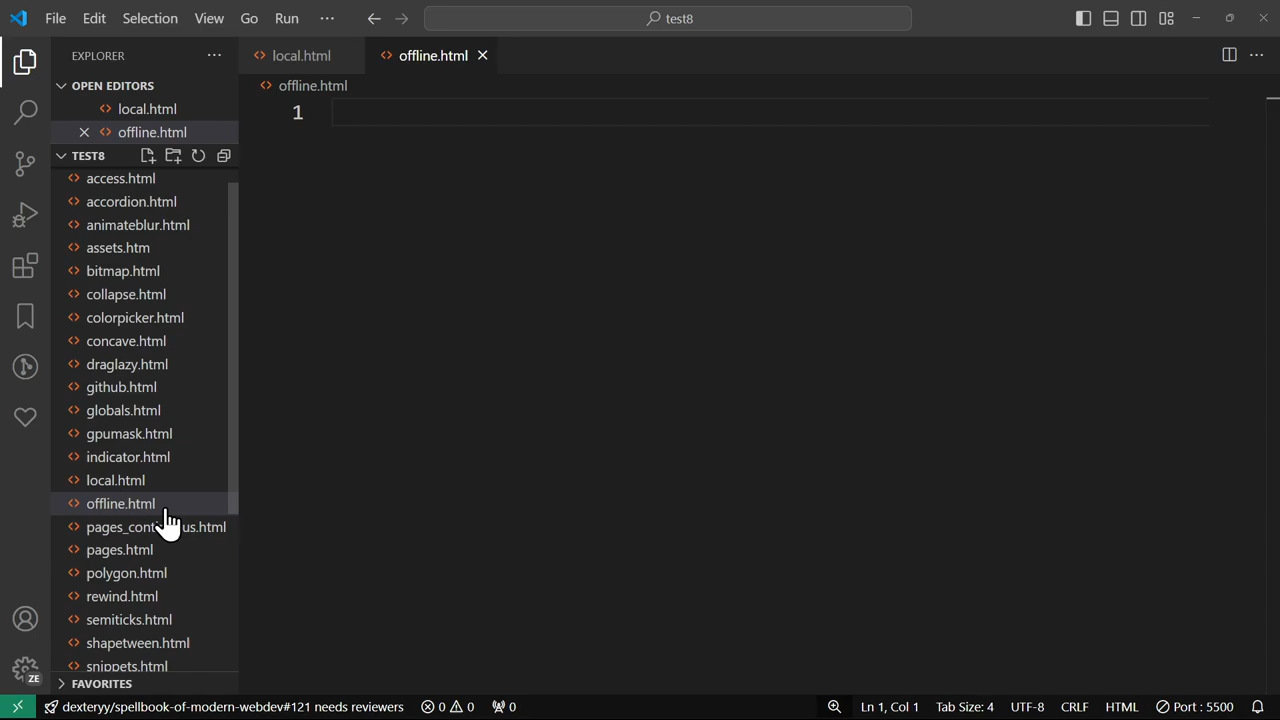 File Edit Selection View Go Run ··· test8
EXPLORER ···
OPEN EDITORS
local.html
offline.html
TEST8
access.html
accordion.html
animateblur.html
assets.htm
bitmap.html
collapse.html
colorpicker.html
concave.html
draglazy.html
github.html
globals.html
gpumask.html
indicator.html
local.html
offline.html
pages.html
polygon.html
rewind.html
semiticks.html
shapetween.html
snippets.html
FAVORITES
local.html offline.html
offline.html
1
ZE
dexteryy/spellbook-of-modern-webdev#121 needs reviewers 0 0 0 Ln 1, Col 1 Tab Size: 4 UTF-8 CRLF HTML Port : 5500